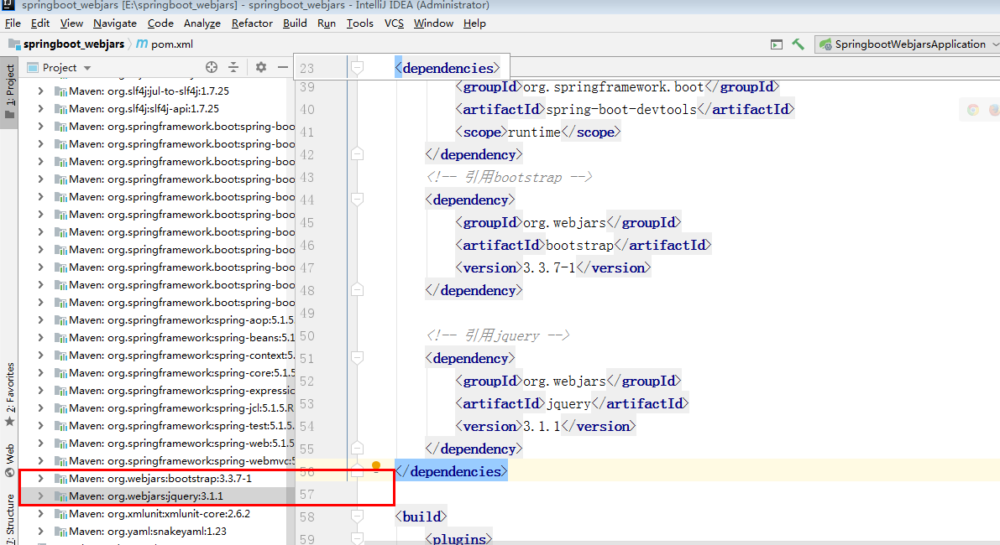 springboot_webjars [E:\springboot_webjars] - springboot_webjars - IntelliJ IDEA (Administrator)
File Edit View Navigate Code Analyze Refactor Build Run Tools VCS Window Help
springboot_webjars pom.xml SpringbootWebjarsApplication
Project
1: Project
2: Favorites
Web
7: Structure
Maven: org.slf4j:jul-to-slf4j:1.7.25
Maven: org.slf4j:slf4j-api:1.7.25
Maven: org.springframework.boot:spring-boo
Maven: org.springframework.boot:spring-boo
Maven: org.springframework.boot:spring-boo
Maven: org.springframework.boot:spring-boo
Maven: org.springframework.boot:spring-boo
Maven: org.springframework.boot:spring-boo
Maven: org.springframework.boot:spring-boo
Maven: org.springframework.boot:spring-boo
Maven: org.springframework.boot:spring-boo
Maven: org.springframework.boot:spring-boo
Maven: org.springframework.boot:spring-boo
Maven: org.springframework:spring-aop:5.1.5
Maven: org.springframework:spring-beans:5.1
Maven: org.springframework:spring-context:5.
Maven: org.springframework:spring-core:5.1.5
Maven: org.springframework:spring-expressio
Maven: org.springframework:spring-jcl:5.1.5.R
Maven: org.springframework:spring-test:5.1.5.
Maven: org.springframework:spring-web:5.1.5
Maven: org.springframework:spring-webmvc:5
Maven: org.webjars:bootstrap:3.3.7-1
Maven: org.webjars:jquery:3.1.1
Maven: org.xmlunit:xmlunit-core:2.6.2
Maven: org.yaml:snakeyaml:1.23
23 <dependencies>
39 <groupId>org.springframework.boot</groupId>
40 <artifactId>spring-boot-devtools</artifactId>
41 <scope>runtime</scope>
42 </dependency>
43 <!-- 引用bootstrap -->
44 <dependency>
45 <groupId>org.webjars</groupId>
46 <artifactId>bootstrap</artifactId>
47 <version>3.3.7-1</version>
48 </dependency>
49
50 <!-- 引用jquery -->
51 <dependency>
52 <groupId>org.webjars</groupId>
53 <artifactId>jquery</artifactId>
54 <version>3.1.1</version>
55 </dependency>
56 </dependencies>
57
58 <build>
59 <plugins>